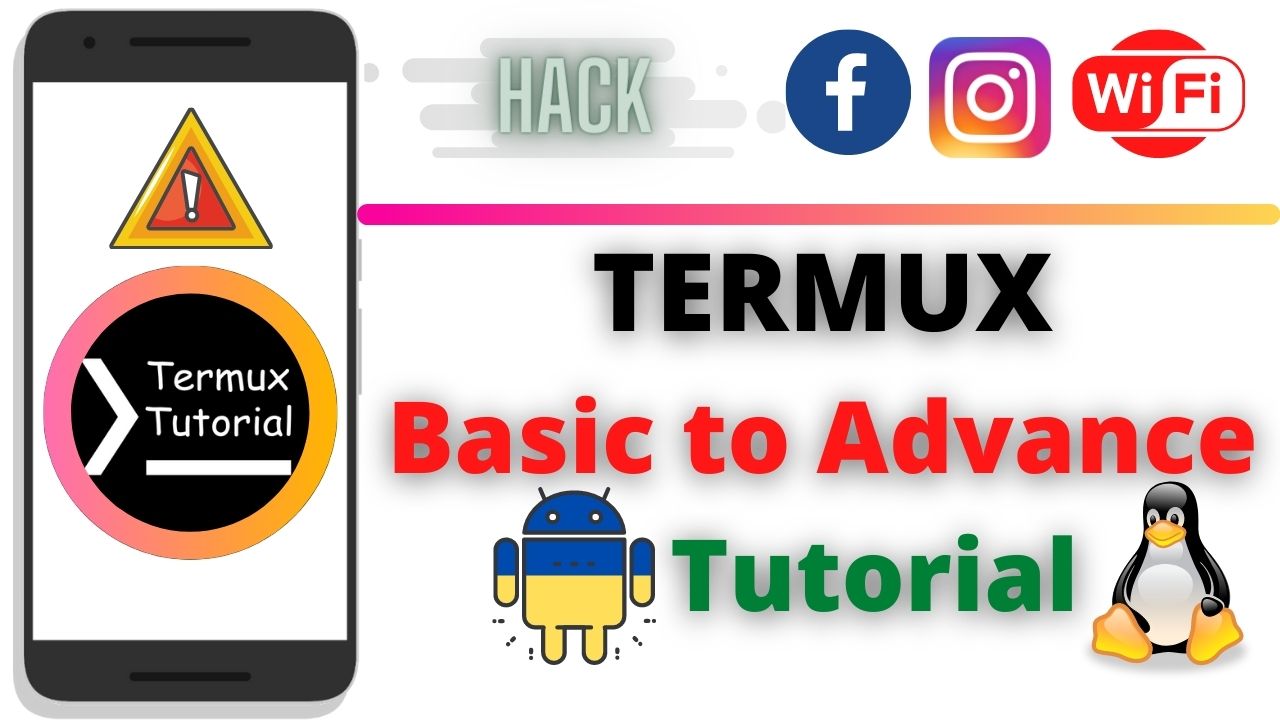 HACK
f
WiFi
TERMUX
Basic to Advance
Tutorial
Termux
Tutorial